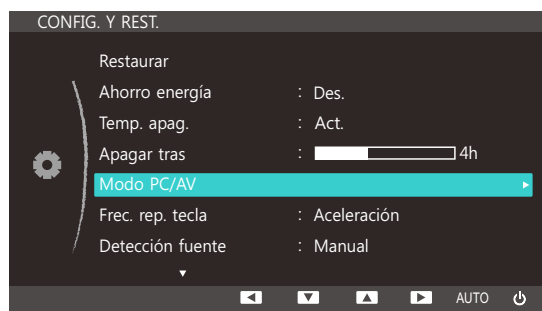 CONFIG. Y REST.
Restaurar
Ahorro energía : Des.
Temp. apag. : Act.
Apagar tras : 4h
Modo PC/AV
Frec. rep. tecla : Aceleración
Detección fuente : Manual
AUTO